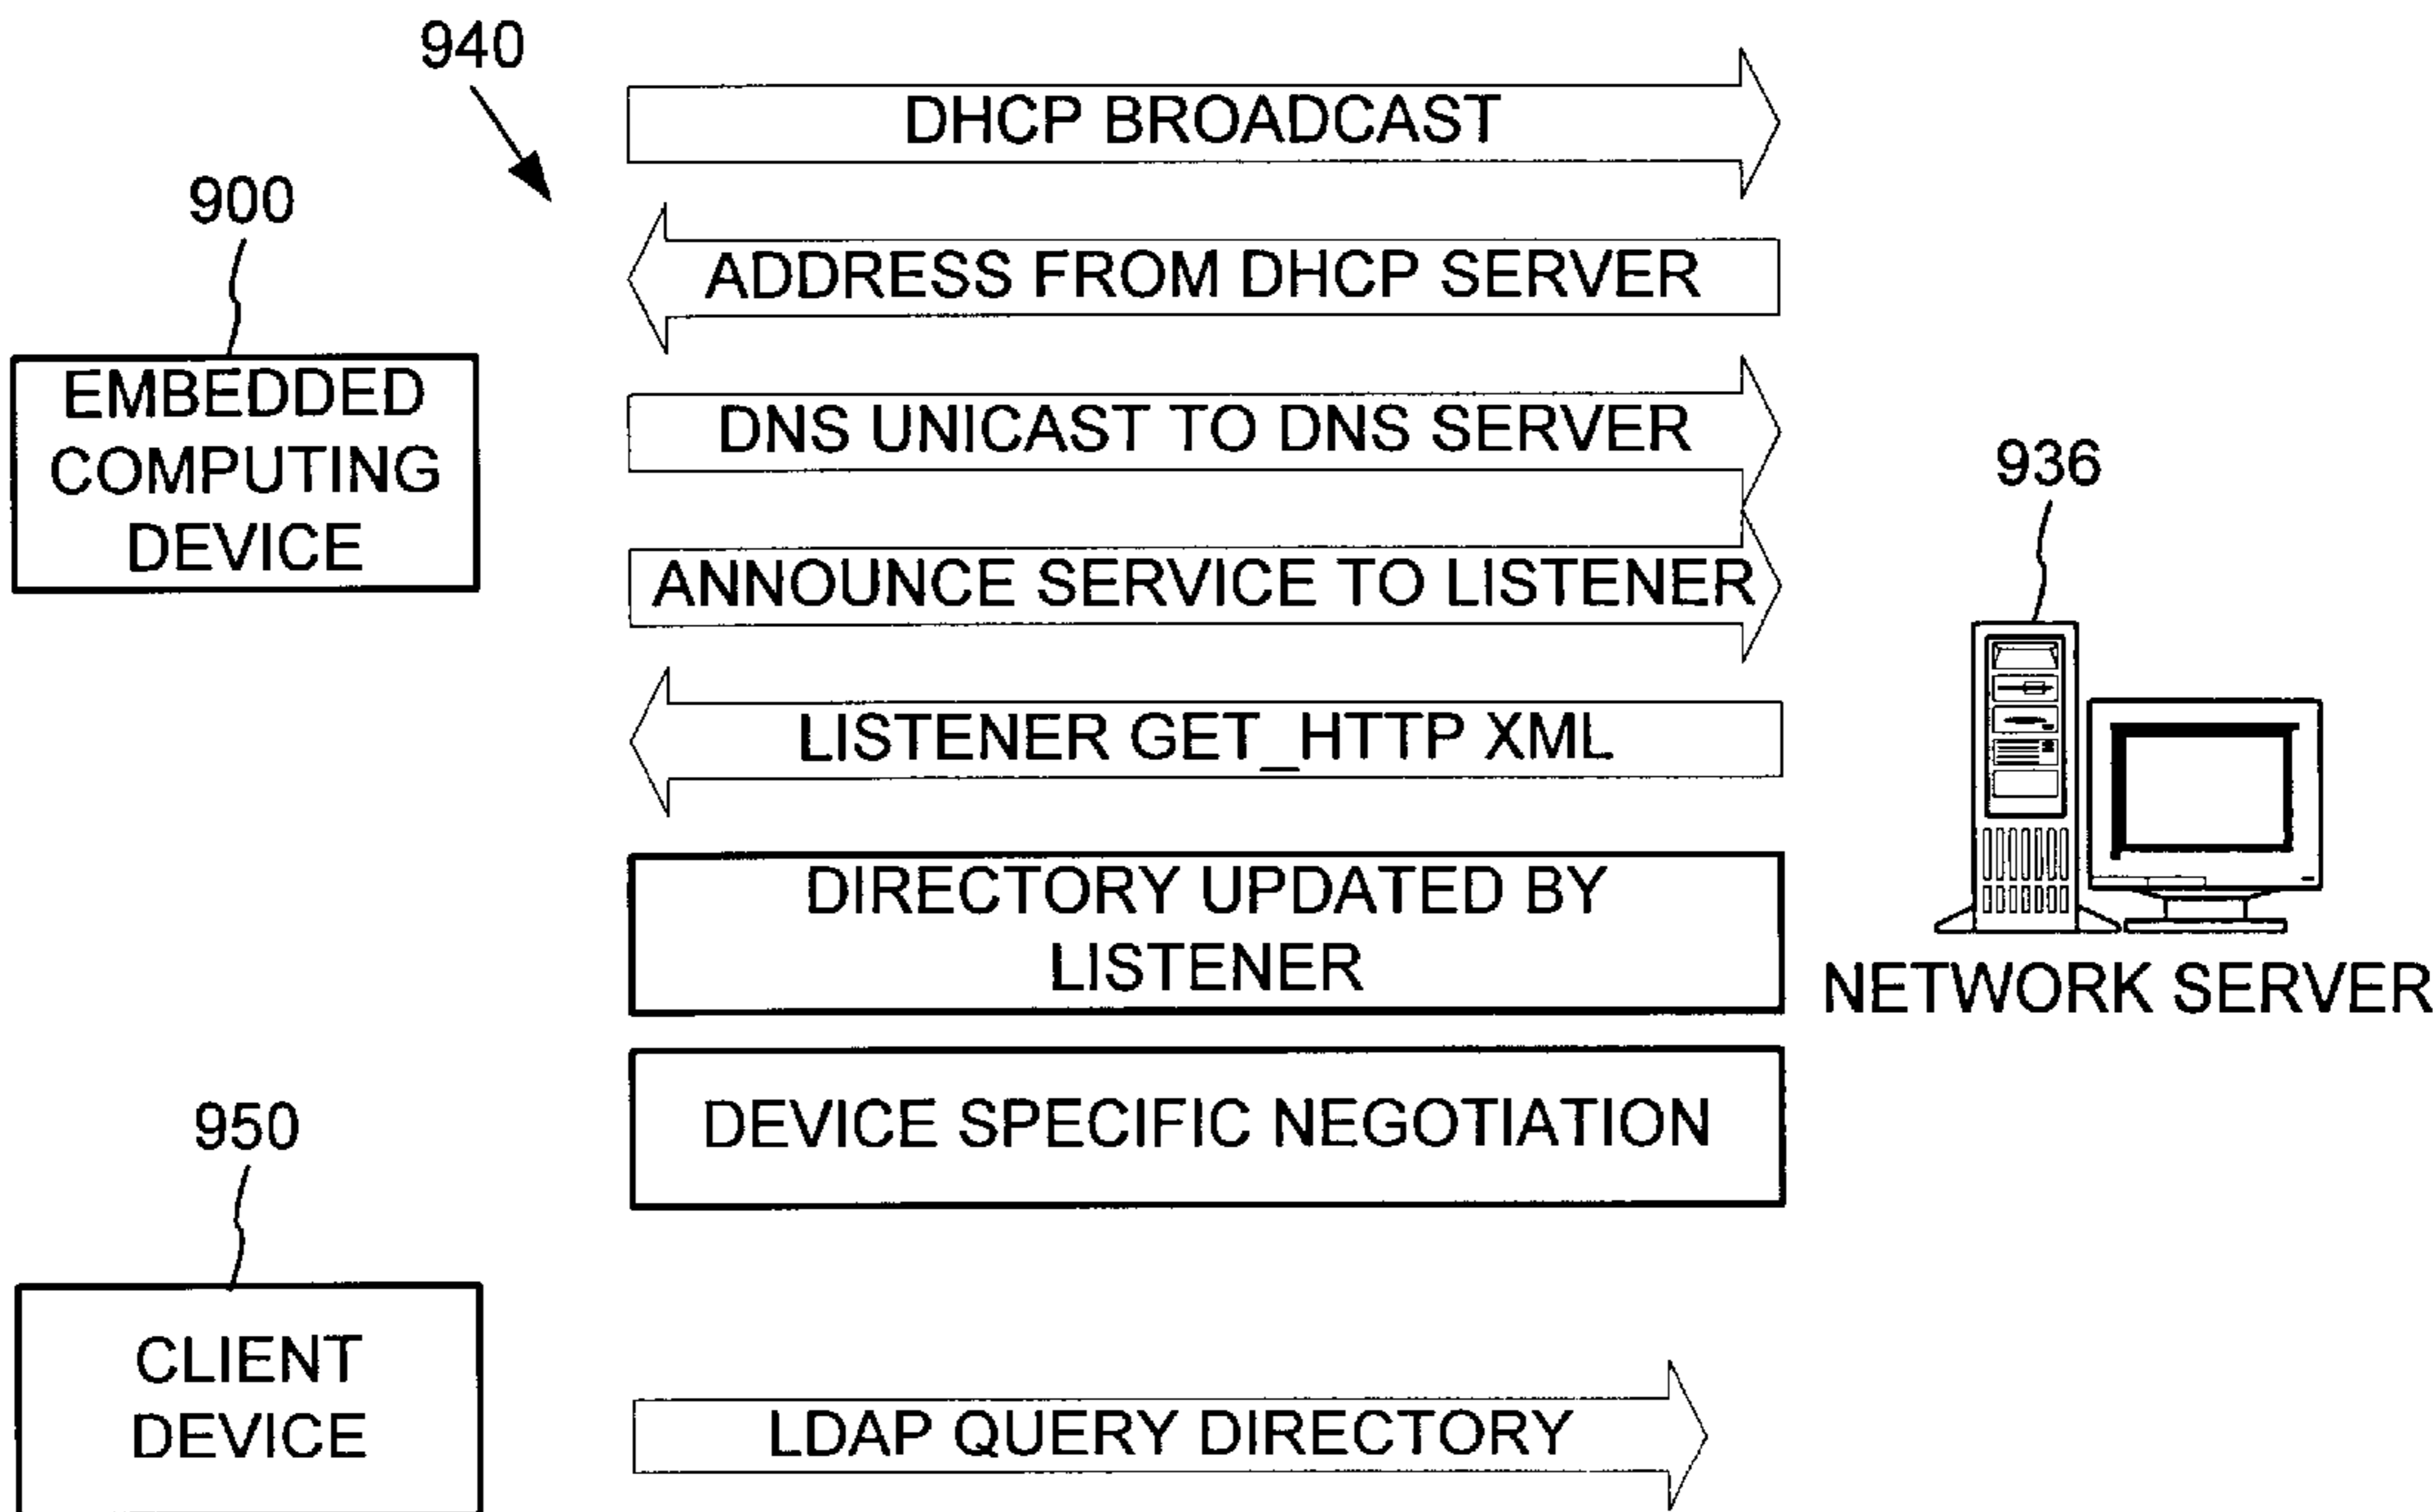 940
DHCP BROADCAST
900
ADDRESS FROM DHCP SERVER
EMBEDDED
COMPUTING
DEVICE
DNS UNICAST TO DNS SERVER
936
ANNOUNCE SERVICE TO LISTENER
LISTENER GET_HTTP XML
DIRECTORY UPDATED BY
LISTENER
NETWORK SERVER
DEVICE SPECIFIC NEGOTIATION
950
CLIENT
DEVICE
LDAP QUERY DIRECTORY